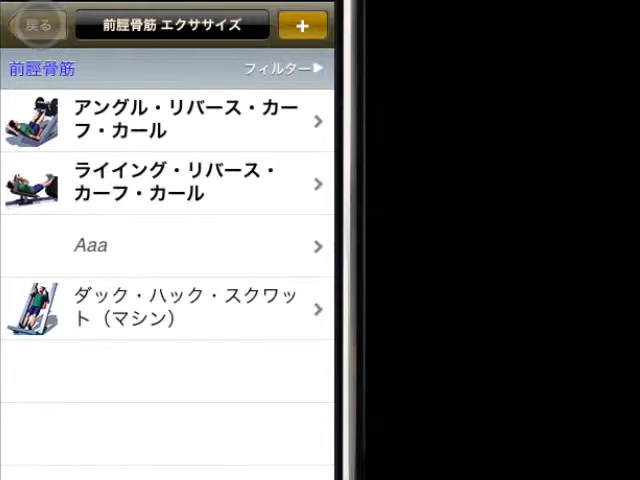 戻る
前脛骨筋 エクササイズ
+
前脛骨筋
フィルター▶
アングル・リバース・カー
フ・カール
ライイング・リバース・
カーフ・カール
Aaa
ダック・ハック・スクワッ
ト（マシン）